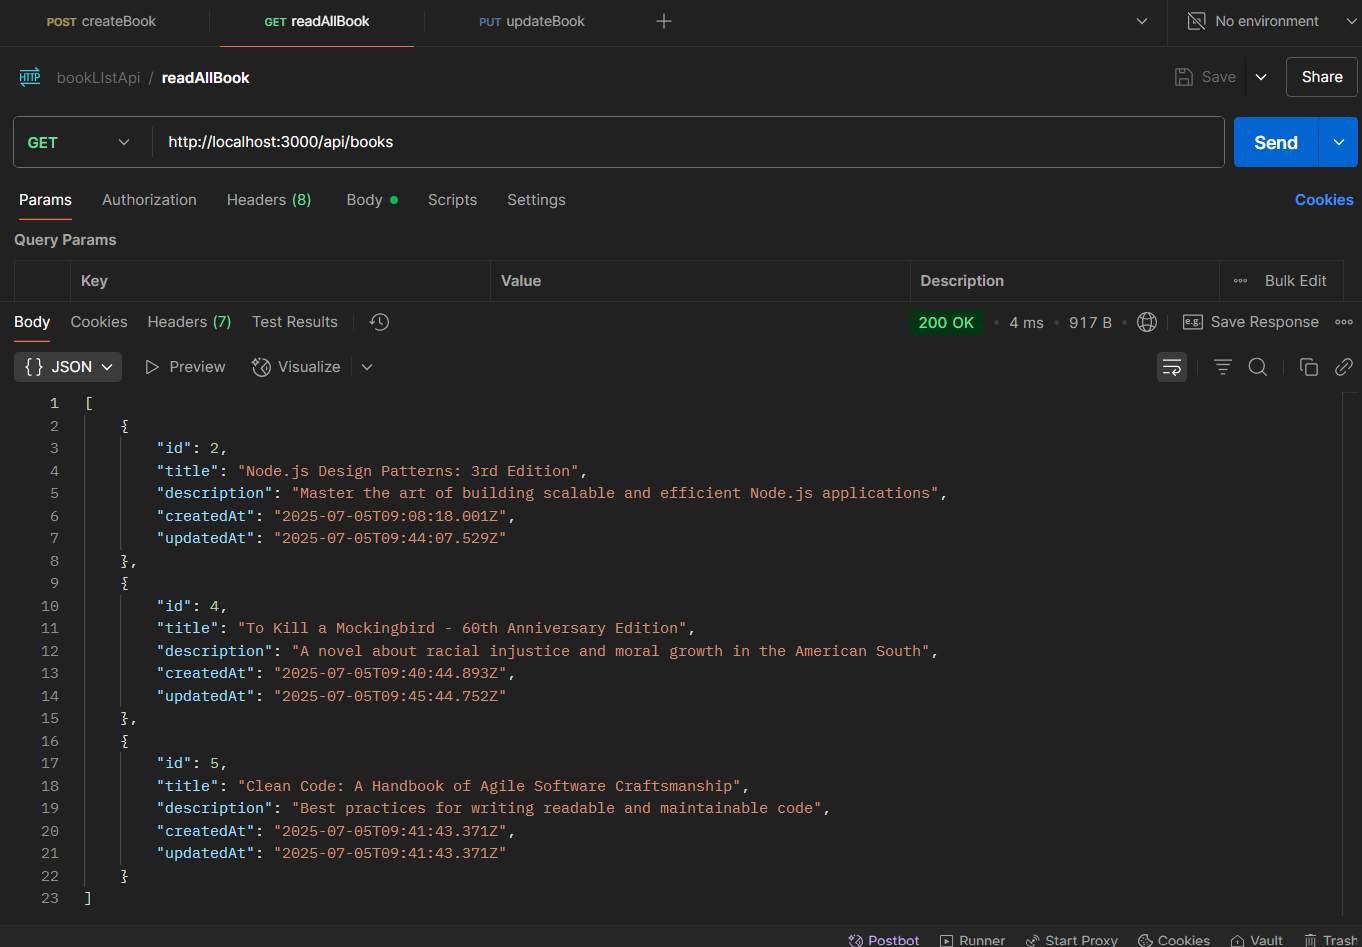 POST createBook GET readAllBook PUT updateBook No environment
HTTP bookLIstApi / readAllBook Save Share
GET http://localhost:3000/api/books Send
Params Authorization Headers (8) Body Scripts Settings Cookies
Query Params
Key Value Description Bulk Edit
Body Cookies Headers (7) Test Results 200 OK 4 ms 917 B e.g. Save Response
{} JSON Preview Visualize
1 [
2 {
3 "id": 2,
4 "title": "Node.js Design Patterns: 3rd Edition",
5 "description": "Master the art of building scalable and efficient Node.js applications",
6 "createdAt": "2025-07-05T09:08:18.001Z",
7 "updatedAt": "2025-07-05T09:44:07.529Z"
8 },
9 {
10 "id": 4,
11 "title": "To Kill a Mockingbird - 60th Anniversary Edition",
12 "description": "A novel about racial injustice and moral growth in the American South",
13 "createdAt": "2025-07-05T09:40:44.893Z",
14 "updatedAt": "2025-07-05T09:45:44.752Z"
15 },
16 {
17 "id": 5,
18 "title": "Clean Code: A Handbook of Agile Software Craftsmanship",
19 "description": "Best practices for writing readable and maintainable code",
20 "createdAt": "2025-07-05T09:41:43.371Z",
21 "updatedAt": "2025-07-05T09:41:43.371Z"
22 }
23 ]
Postbot Runner Start Proxy Cookies Vault Trash